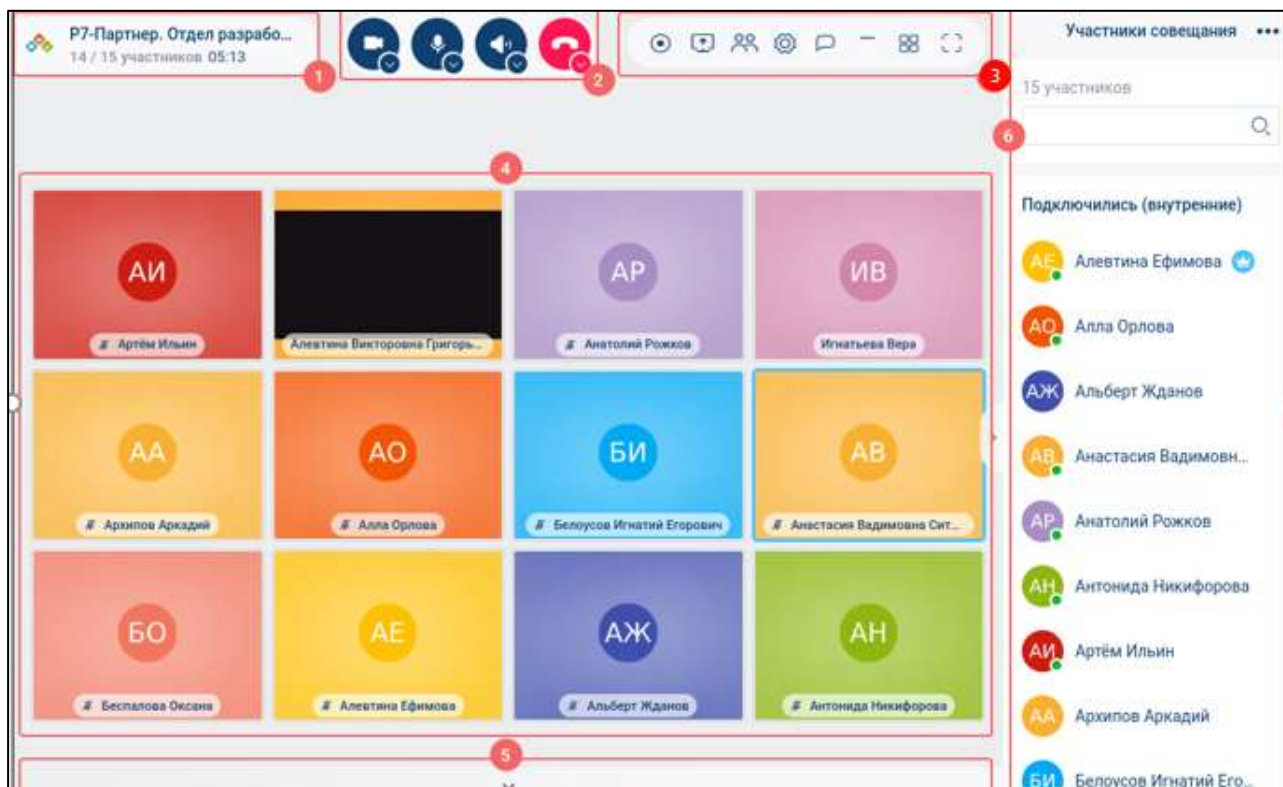 Р7-Партнер. Отдел разрабо...
14 / 15 участников 05:13
1
2
3
Участники совещания
15 участников
6
4
АИ
Артём Ильин
Алевтина Викторовна Григорь...
АР
Анатолий Рожков
ИВ
Игнатьева Вера
АА
Архипов Аркадий
АО
Алла Орлова
БИ
Белоусов Игнатий Егорович
АВ
Анастасия Вадимовна Сит...
БО
Беспалова Оксана
АЕ
Алевтина Ефимова
АЖ
Альберт Жданов
АН
Антонида Никифорова
5
Подключились (внутренние)
АЕ Алевтина Ефимова
АО Алла Орлова
АЖ Альберт Жданов
АВ Анастасия Вадимовн...
АР Анатолий Рожков
АН Антонида Никифорова
АИ Артём Ильин
АА Архипов Аркадий
БИ Белоусов Игнатий Его...